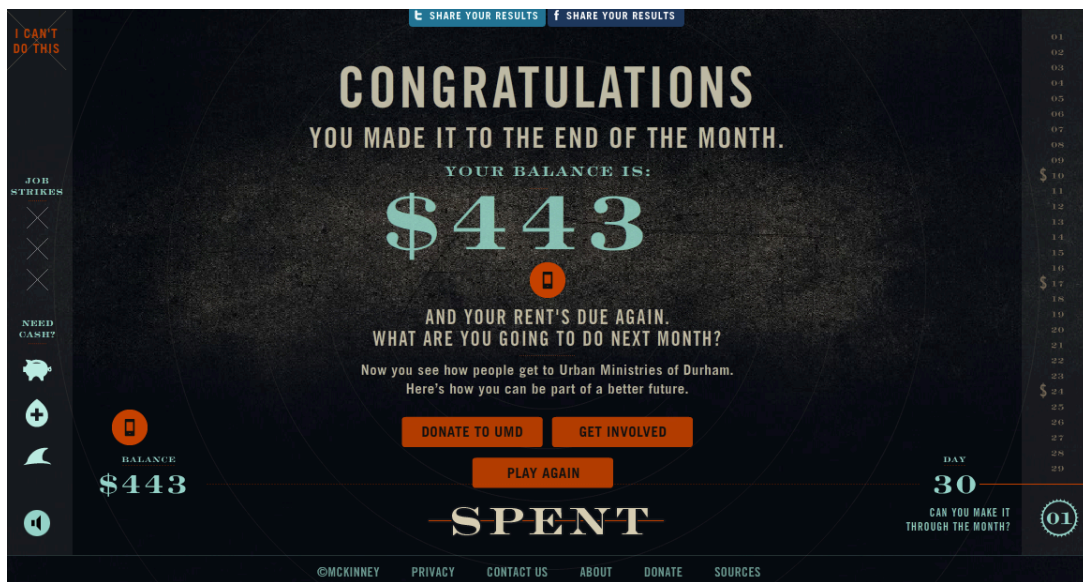 SHARE YOUR RESULTS
SHARE YOUR RESULTS
I CAN'T
DO THIS
CONGRATULATIONS
YOU MADE IT TO THE END OF THE MONTH.
YOUR BALANCE IS:
$443
AND YOUR RENT'S DUE AGAIN.
WHAT ARE YOU GOING TO DO NEXT MONTH?
Now you see how people get to Urban Ministries of Durham.
Here's how you can be part of a better future.
DONATE TO UMD
GET INVOLVED
PLAY AGAIN
JOB
STRIKES
NEED
CASH?
BALANCE
$443
SPENT
DAY
30
CAN YOU MAKE IT
THROUGH THE MONTH?
01
02
03
04
05
06
07
08
09
$ 10
11
12
13
14
15
16
$ 17
18
19
20
21
22
23
$ 24
25
26
27
28
29
01
©MCKINNEY
PRIVACY
CONTACT US
ABOUT
DONATE
SOURCES